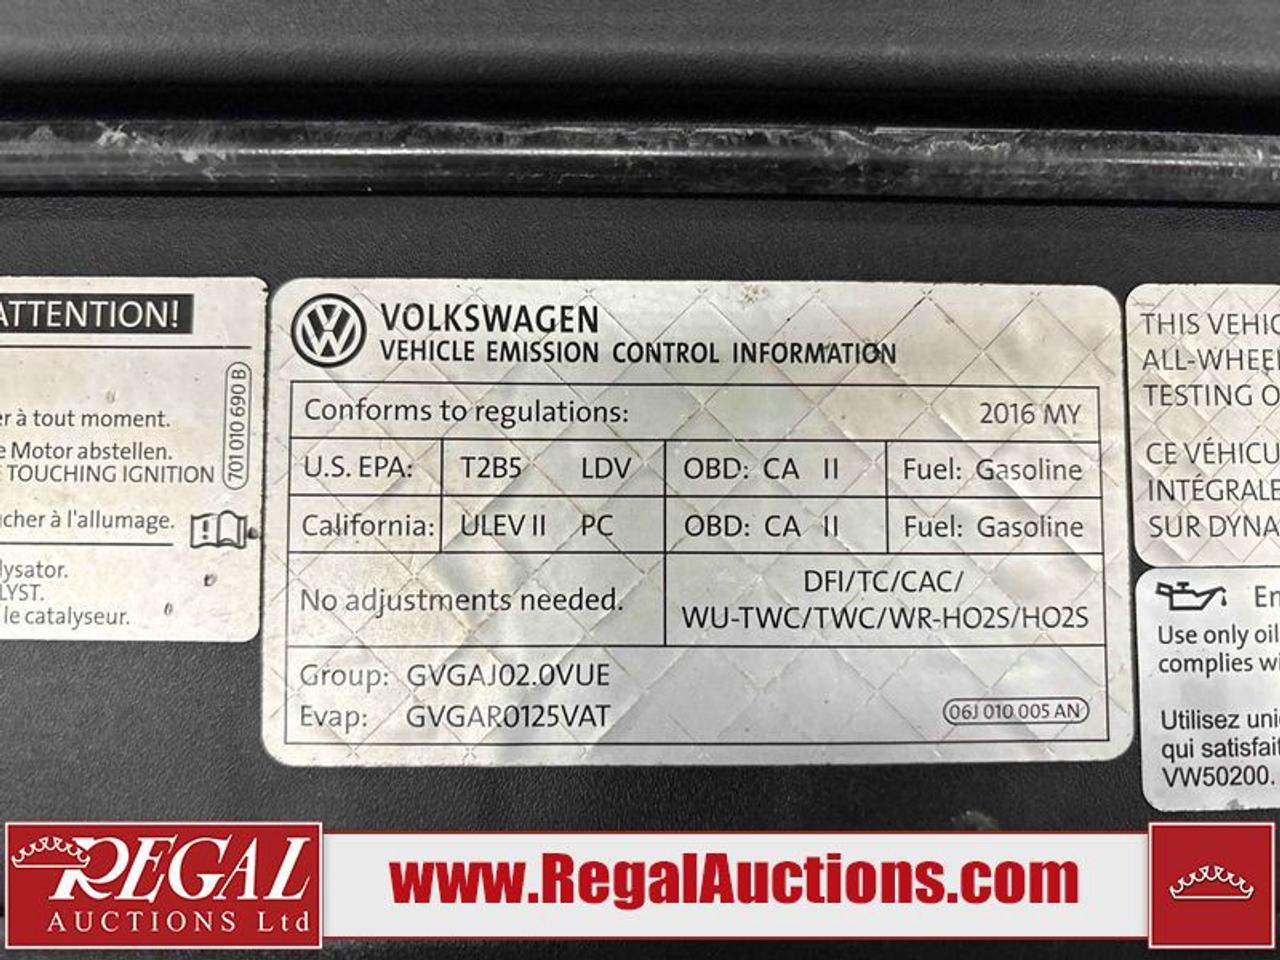 ATTENTION!
701 010 690 B
er à tout moment.
e Motor abstellen.
TOUCHING IGNITION
cher à l'allumage.
lysator.
LYST.
le catalyseur.
VOLKSWAGEN
VEHICLE EMISSION CONTROL INFORMATION
Conforms to regulations: 2016 MY
U.S. EPA: T2B5 LDV OBD: CA II Fuel: Gasoline
California: ULEV II PC OBD: CA II Fuel: Gasoline
No adjustments needed.
DFI/TC/CAC/
WU-TWC/TWC/WR-HO2S/HO2S
Group: GVGAJ02.0VUE
Evap: GVGAR0125VAT
06J 010 005 AN
THIS VEHIC
ALL-WHEEL
TESTING O
CE VÉHICU
INTÉGRALE
SUR DYNA
En
Use only oil
complies wi
Utilisez uni
qui satisfait
VW50200.
REGAL
AUCTIONS Ltd
www.RegalAuctions.com